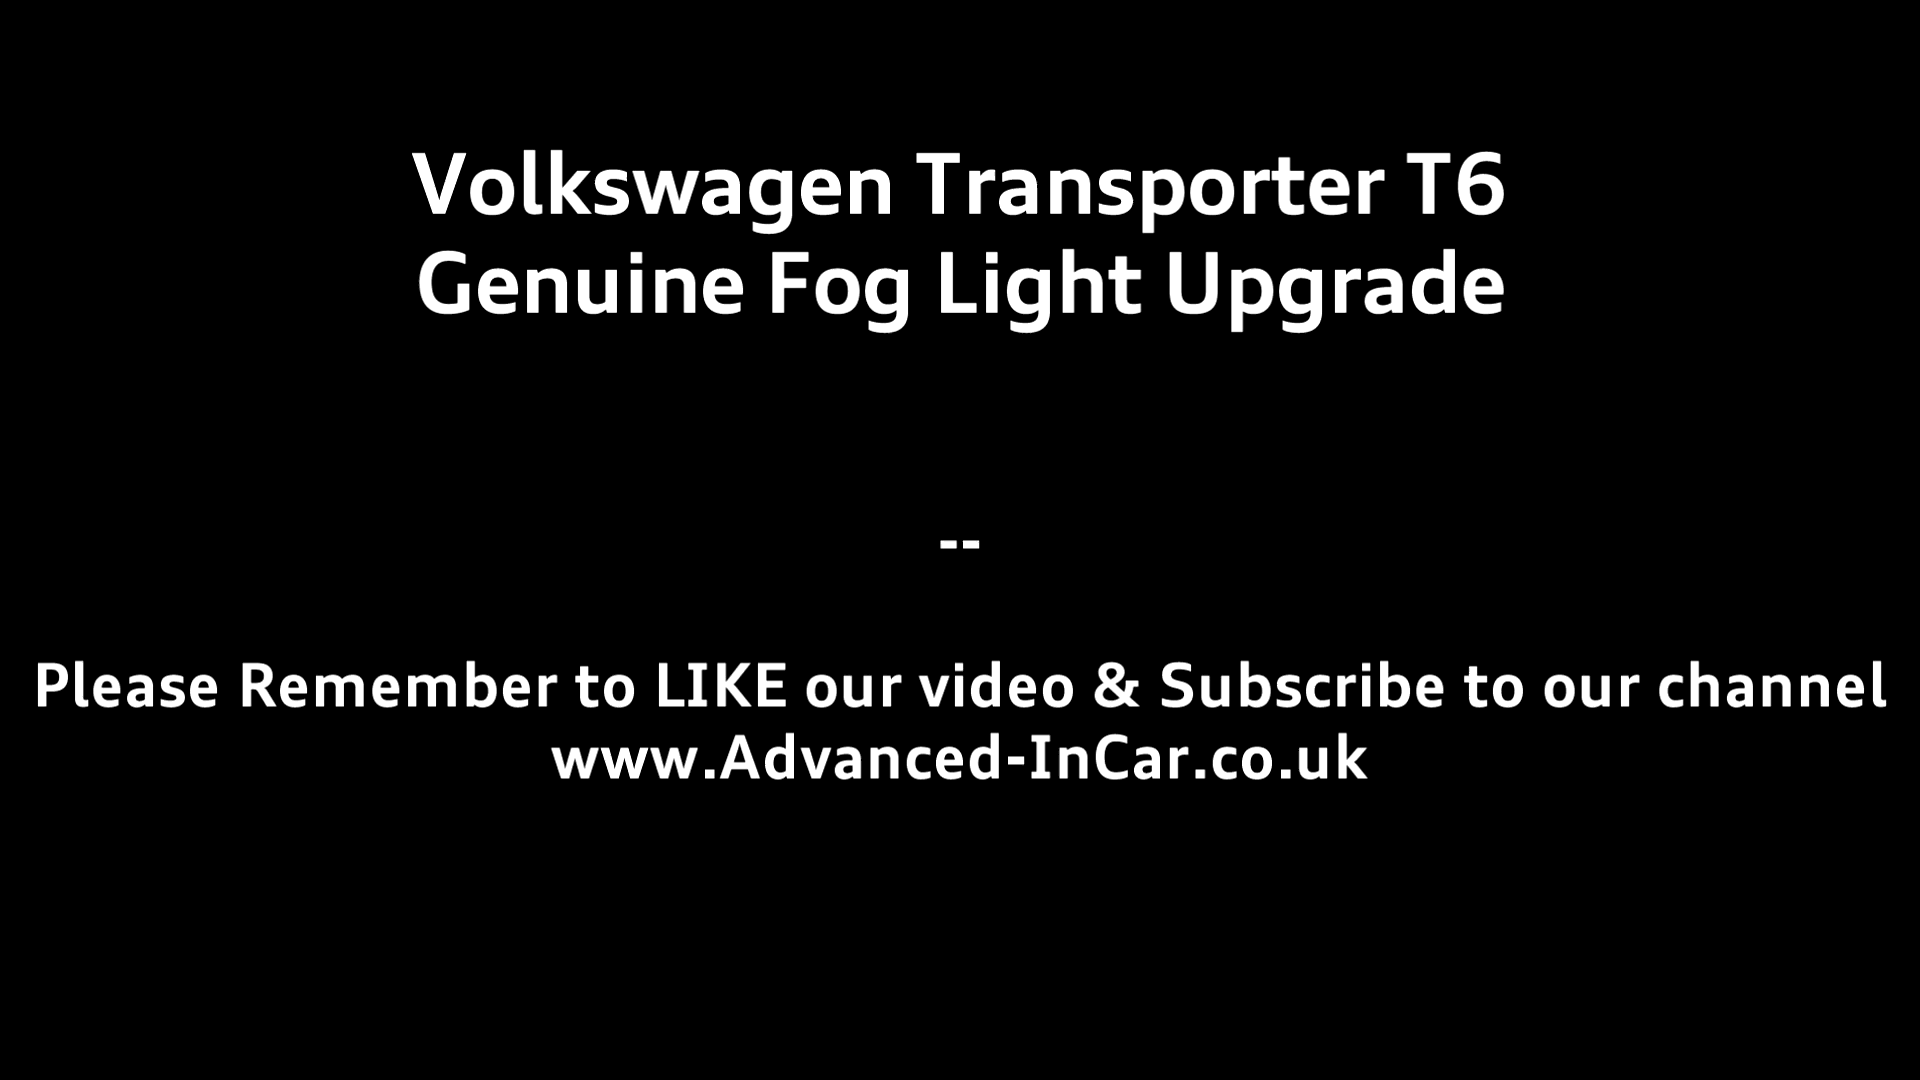 Volkswagen Transporter T6
Genuine Fog Light Upgrade
--
Please Remember to LIKE our video & Subscribe to our channel
www.Advanced-InCar.co.uk